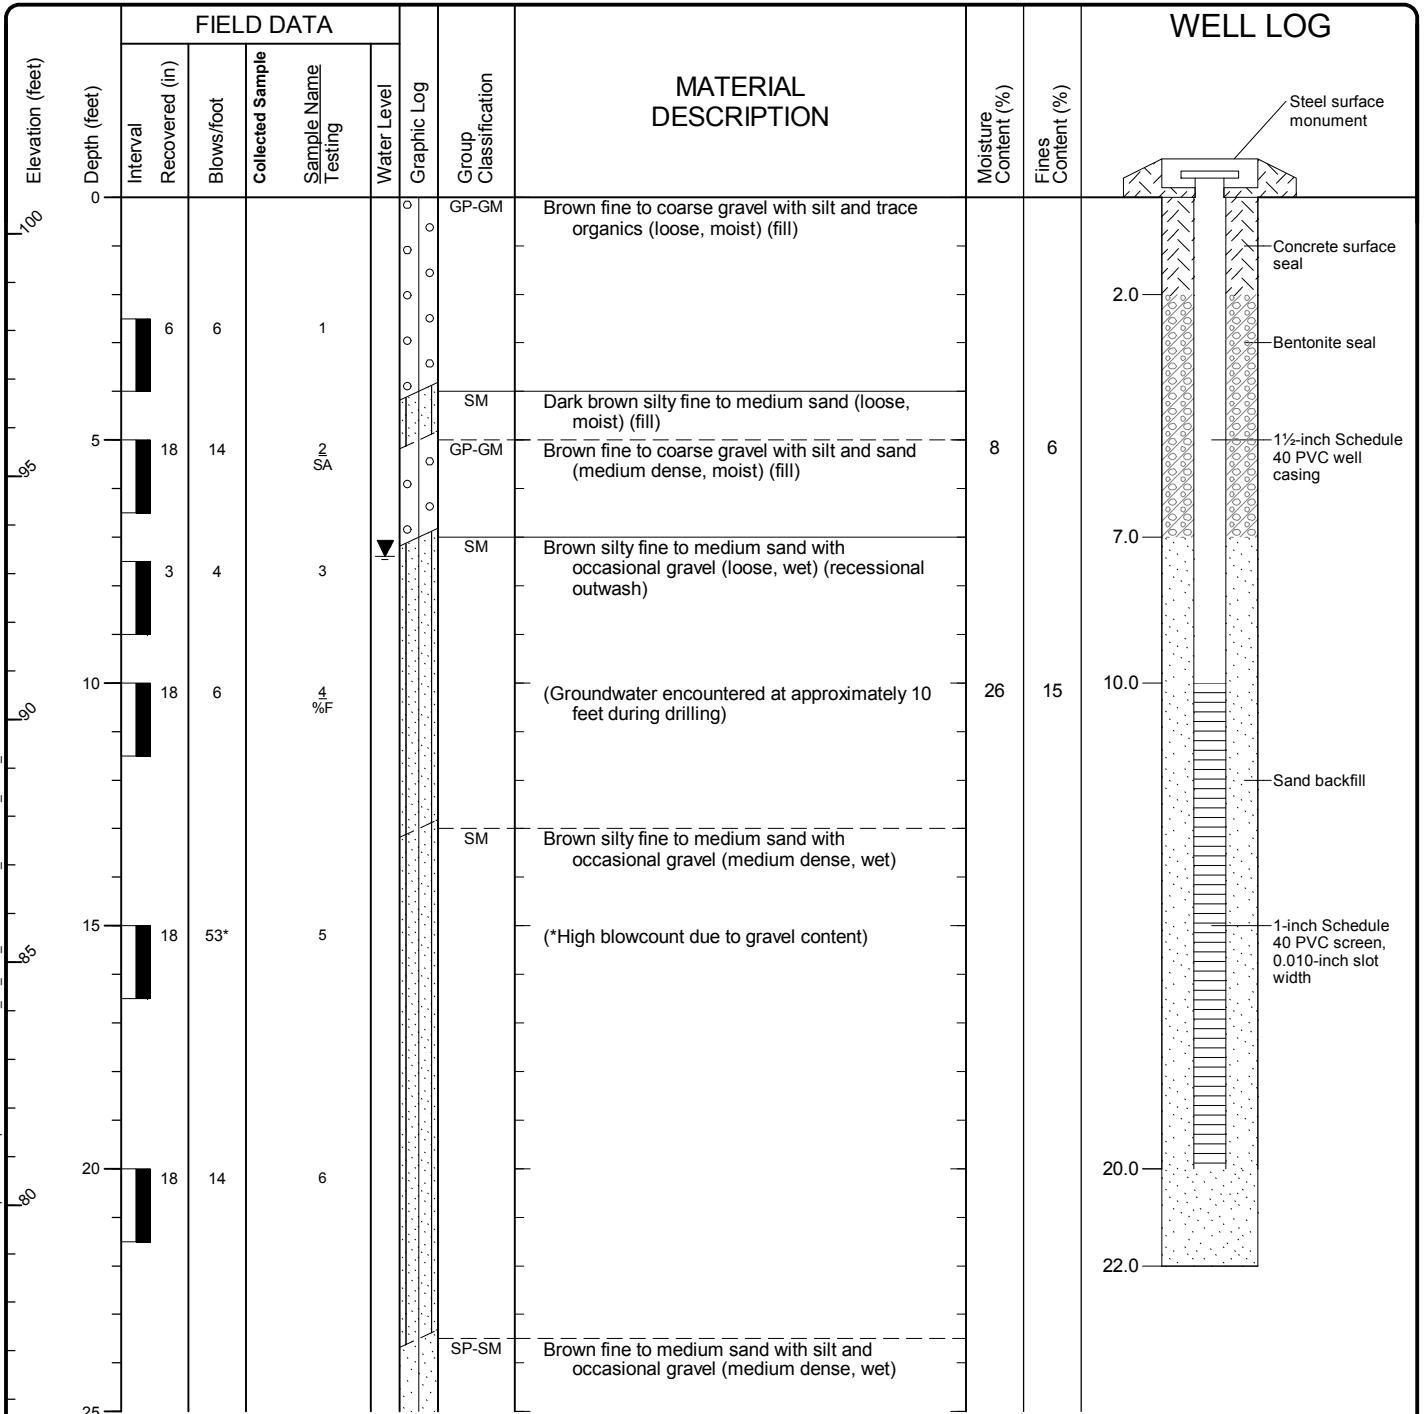 FIELD DATA
WELL LOG
Elevation (feet)
Depth (feet)
Interval
Recovered (in)
Blows/foot
Collected Sample
Sample Name
Testing
Water Level
Graphic Log
Group
Classification
MATERIAL
DESCRIPTION
Moisture
Content (%)
Fines
Content (%)
Steel surface
monument
0
GP-GM
Brown fine to coarse gravel with silt and trace
organics (loose, moist) (fill)
100
Concrete surface
seal
2.0
6
6
1
Bentonite seal
SM
Dark brown silty fine to medium sand (loose,
moist) (fill)
5
18
14
2
SA
GP-GM
Brown fine to coarse gravel with silt and sand
(medium dense, moist) (fill)
8
6
1½-inch Schedule
40 PVC well
casing
95
7.0
SM
Brown silty fine to medium sand with
occasional gravel (loose, wet) (recessional
outwash)
3
4
3
10
18
6
4
%F
(Groundwater encountered at approximately 10
feet during drilling)
26
15
10.0
90
Sand backfill
SM
Brown silty fine to medium sand with
occasional gravel (medium dense, wet)
15
18
53*
5
(*High blowcount due to gravel content)
1-inch Schedule
40 PVC screen,
0.010-inch slot
width
85
20
18
14
6
20.0
80
22.0
SP-SM
Brown fine to medium sand with silt and
occasional gravel (medium dense, wet)
25